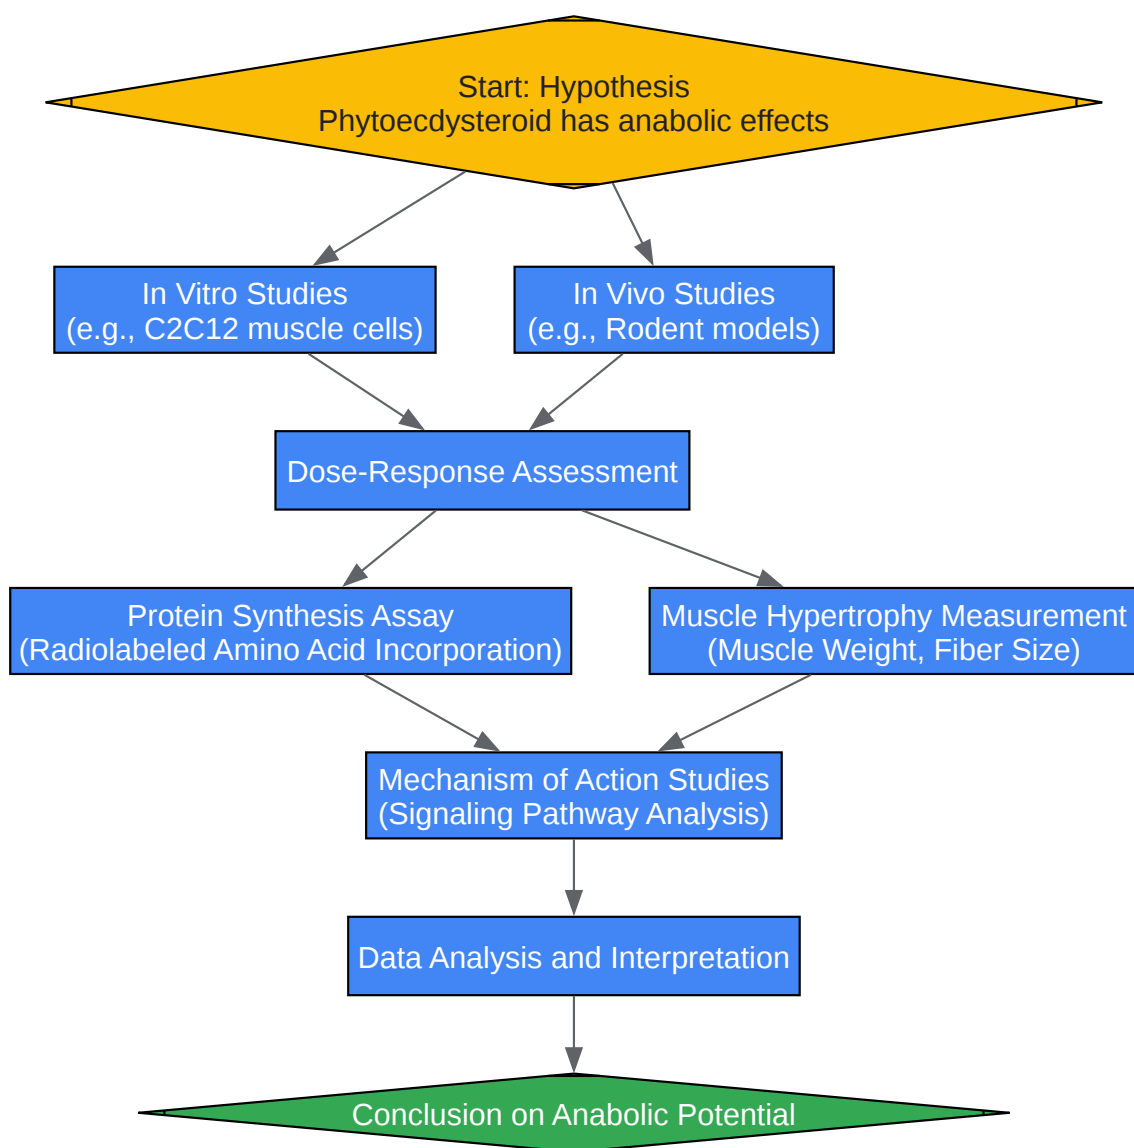 Start: Hypothesis
Phytoecdysteroid has anabolic effects
In Vitro Studies
(e.g., C2C12 muscle cells)
In Vivo Studies
(e.g., Rodent models)
Dose-Response Assessment
Protein Synthesis Assay
(Radiolabeled Amino Acid Incorporation)
Muscle Hypertrophy Measurement
(Muscle Weight, Fiber Size)
Mechanism of Action Studies
(Signaling Pathway Analysis)
Data Analysis and Interpretation
Conclusion on Anabolic Potential